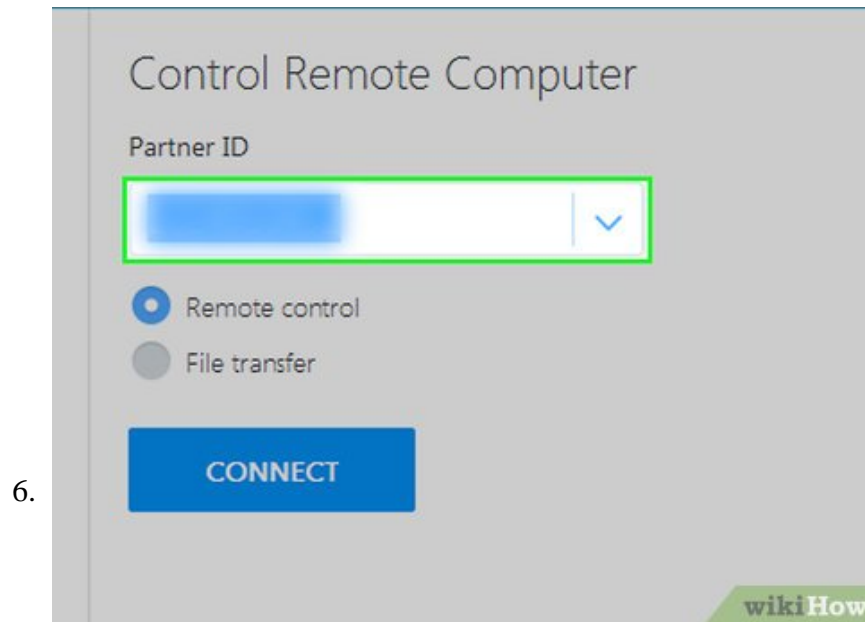 Control Remote Computer
Partner ID
Remote control
File transfer
CONNECT
6.
wikiHow